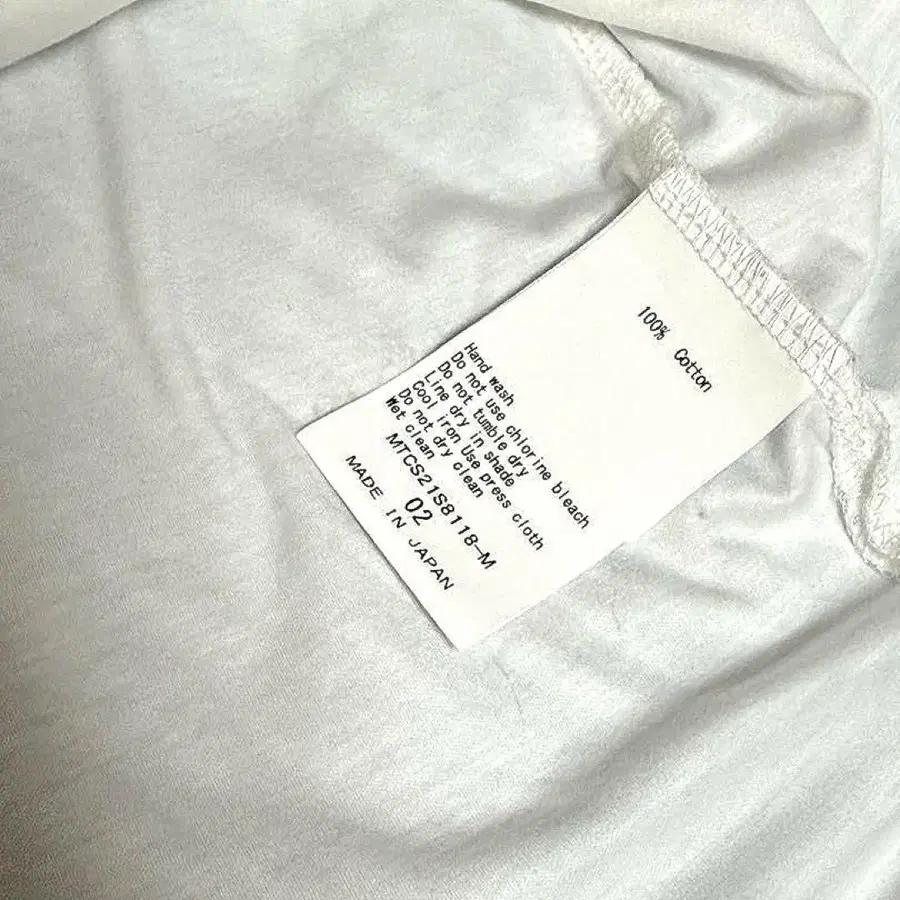 100% Cotton
Hand wash
Do not use chlorine bleach
Do not tumble dry
Line dry in shade
Cool iron Use press cloth
Do not dry clean
Wet clean
MTCS21S8118-M
02
MADE IN JAPAN